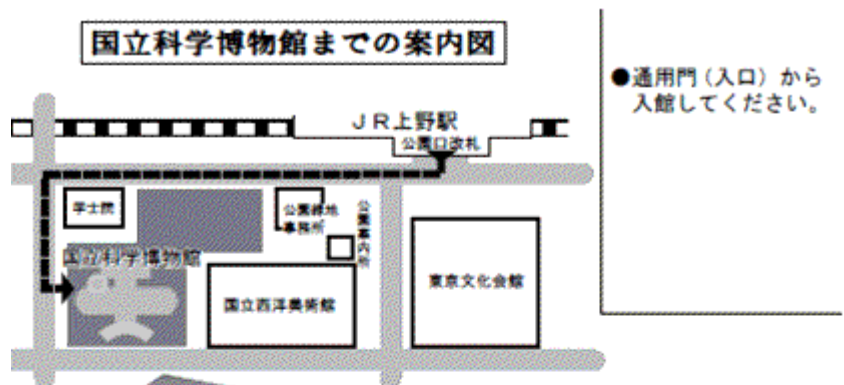 国立科学博物館までの案内図
●通用門（入口）から
入館してください。
ＪＲ上野駅
公園口改札
学士院
公園緑地
事務所
公園案内所
国立科学博物館
国立西洋美術館
東京文化会館